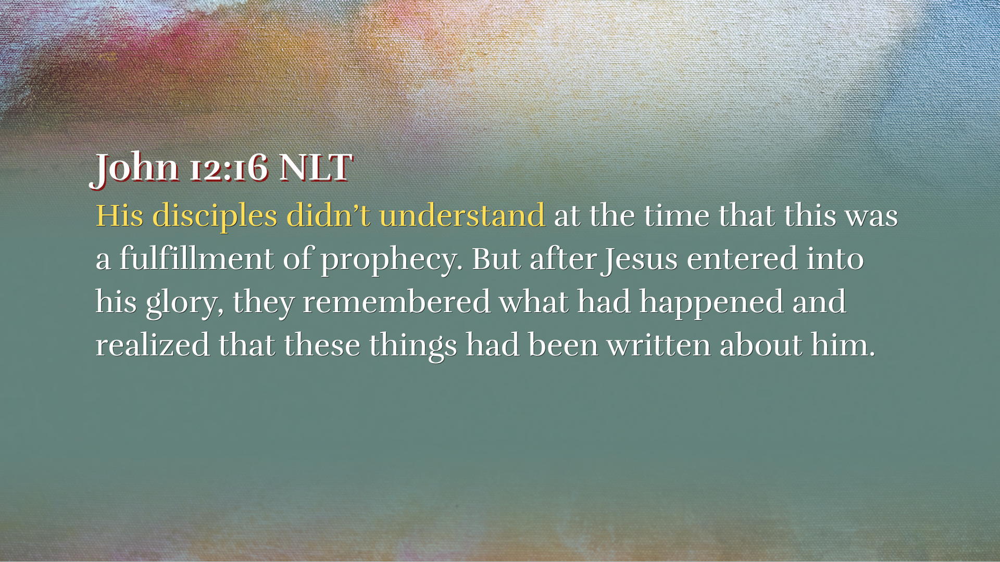 John 12:16 NLT
His disciples didn’t understand at the time that this was
a fulfillment of prophecy. But after Jesus entered into
his glory, they remembered what had happened and
realized that these things had been written about him.